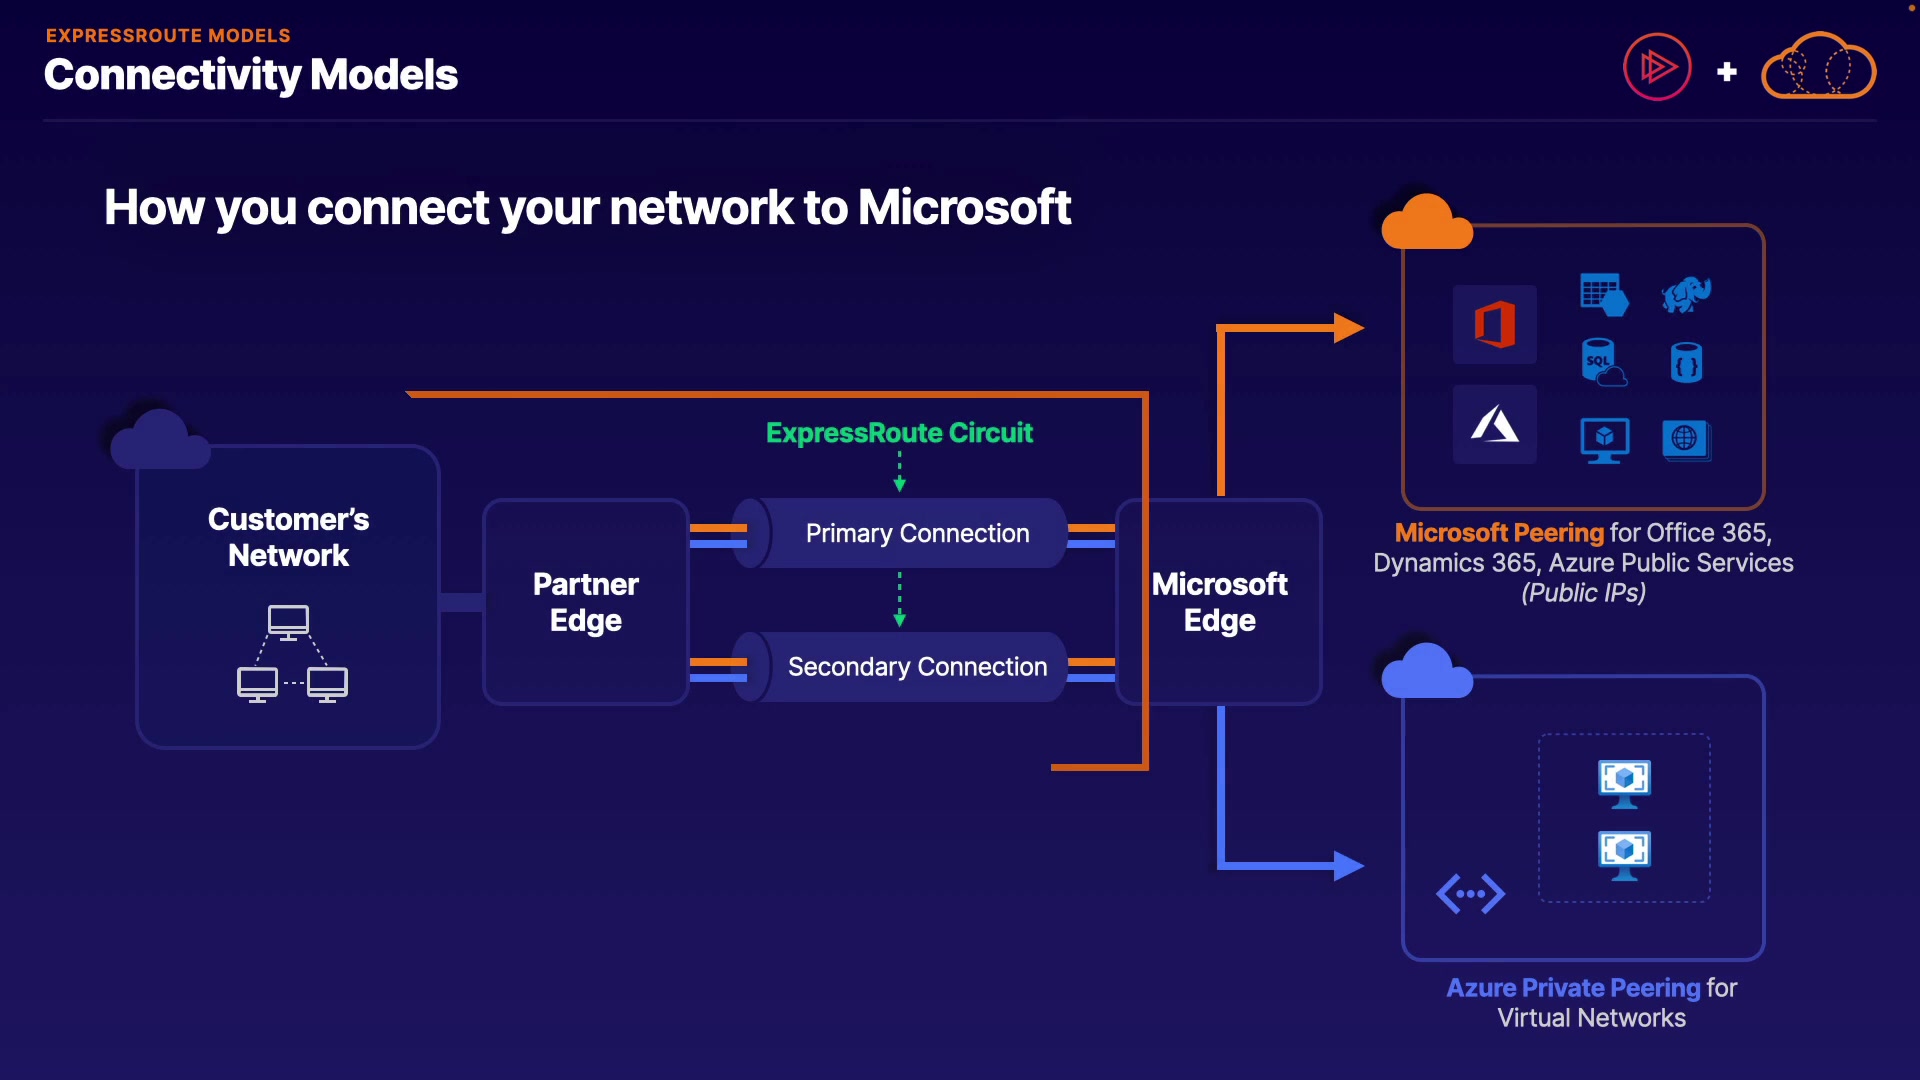 EXPRESSROUTE MODELS
Connectivity Models
How you connect your network to Microsoft
ExpressRoute Circuit
Customer’s
Network
Partner
Edge
Primary Connection
Secondary Connection
Microsoft
Edge
SQL
Microsoft Peering for Office 365,
Dynamics 365, Azure Public Services
(Public IPs)
Azure Private Peering for
Virtual Networks